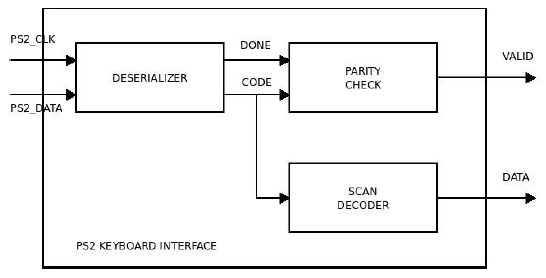 PS2_CLK
DONE
VALID
DESERIALIZER
PARITY
CHECK
CODE
PS2_DATA
DATA
SCAN
DECODER
PS2 KEYBOARD INTERFACE